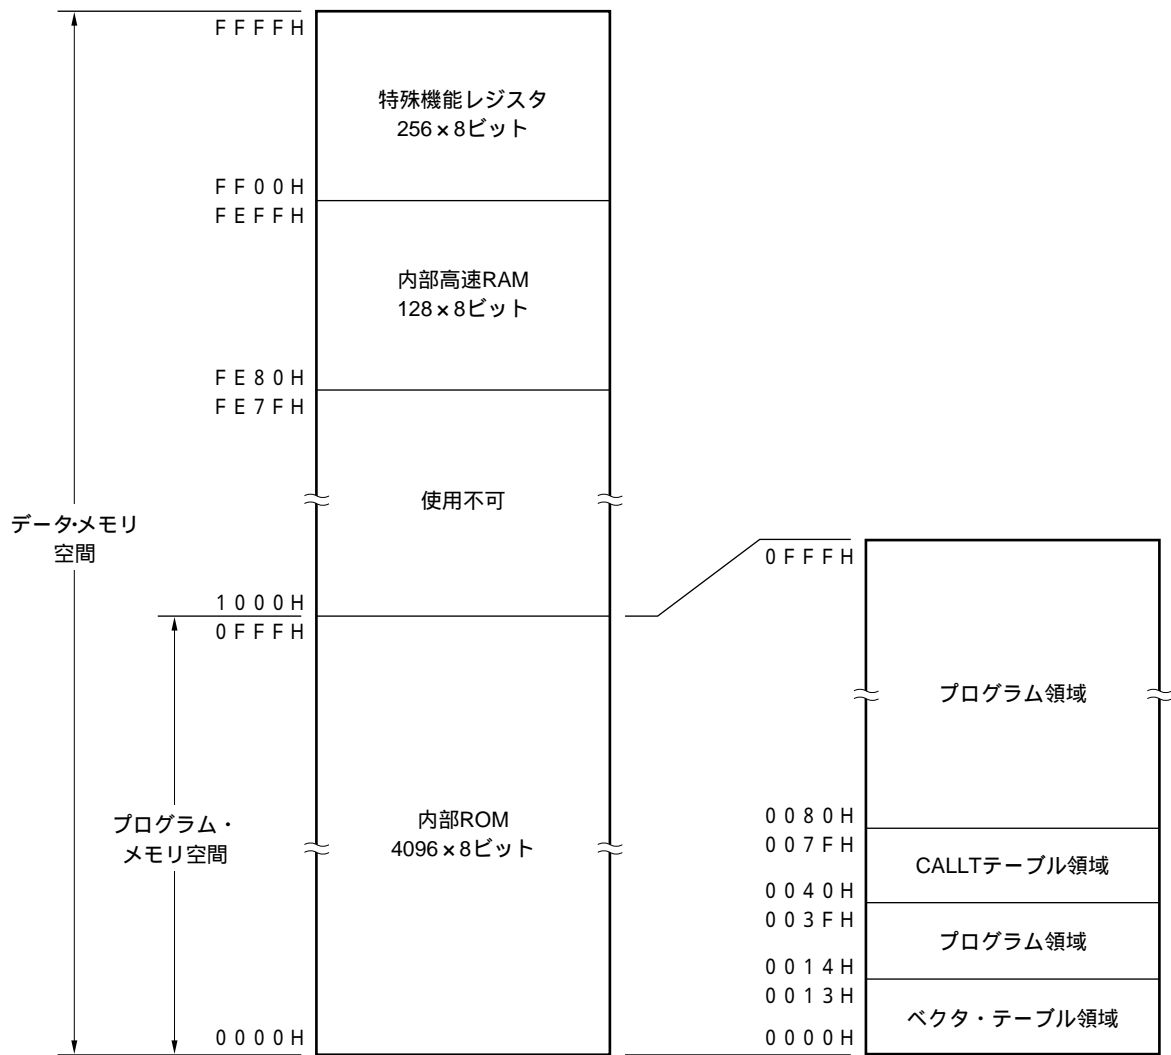 FFFFH
特殊機能レジスタ
256×8ビット
FF00H
FEFFH
内部高速RAM
128×8ビット
FE80H
FE7FH
使用不可
データ・メモリ
空間
1000H
0FFFH
プログラム・
メモリ空間
内部ROM
4096×8ビット
0000H
0FFFH
プログラム領域
0080H
007FH
CALLTテーブル領域
0040H
003FH
プログラム領域
0014H
0013H
ベクタ・テーブル領域
0000H